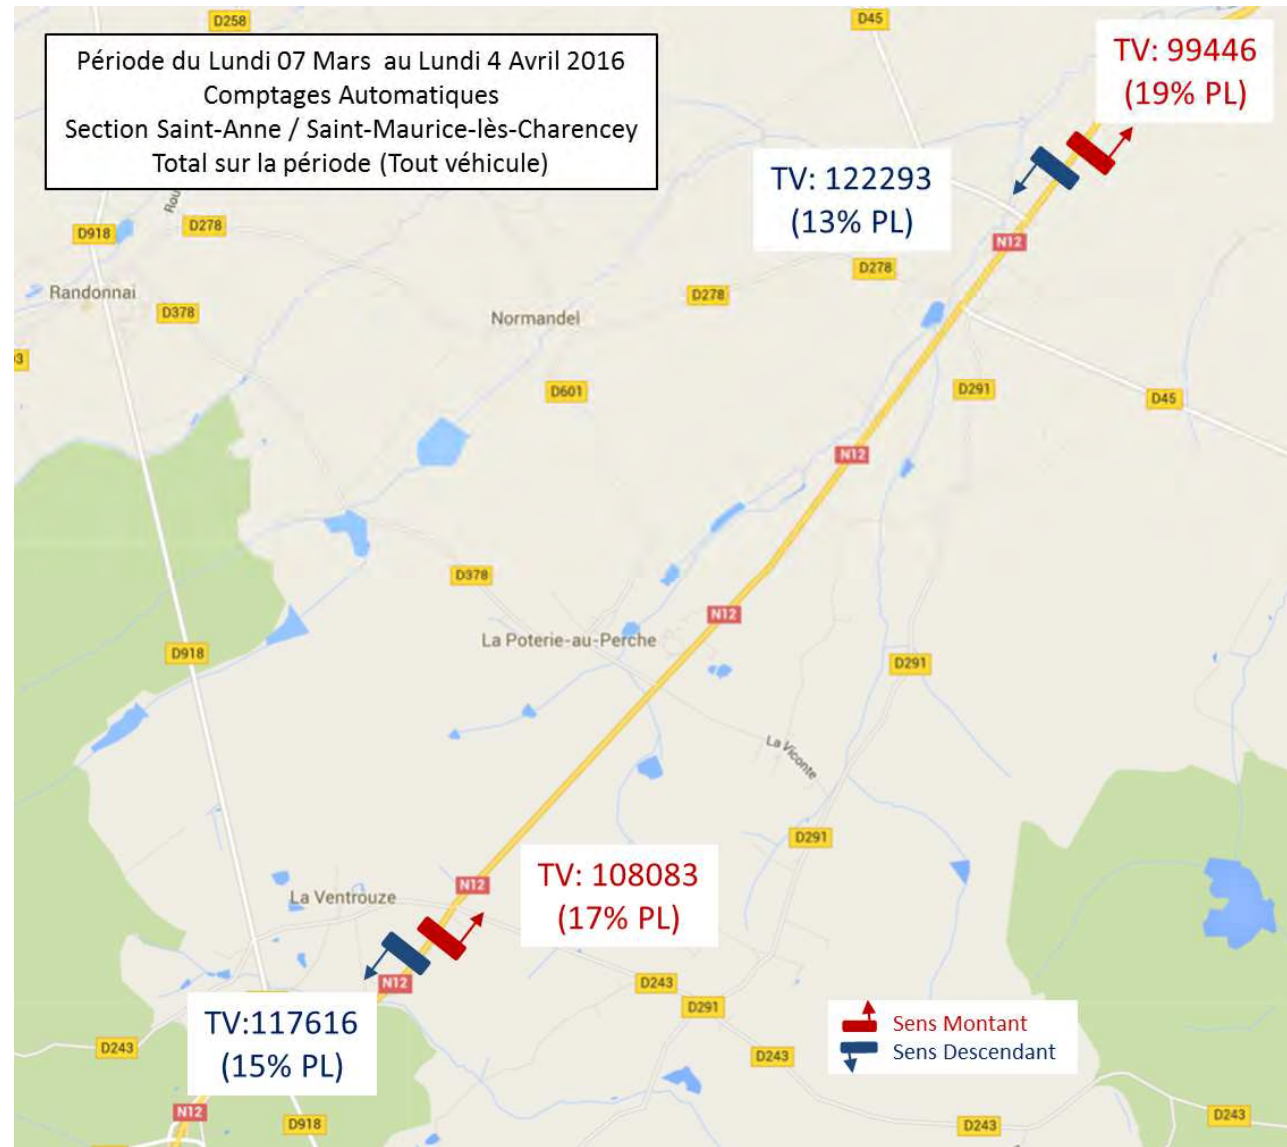 D258
D45
TV: 99446
(19% PL)
Période du Lundi 07 Mars au Lundi 4 Avril 2016
Comptages Automatiques
Section Saint-Anne / Saint-Maurice-lès-Charencey
Total sur la période (Tout véhicule)
TV: 122293
(13% PL)
Rou
D278
D918
N12
D278
Randonnai
D278
D378
Normandel
D601
D291
D45
N12
D378
N12
La Poterie-au-Perche
D918
D291
La Viconte
D291
TV: 108083
(17% PL)
N12
La Ventrouze
N12
D243
D291
TV:117616
(15% PL)
Sens Montant
Sens Descendant
D243
D243
N12
D918
D243
D243